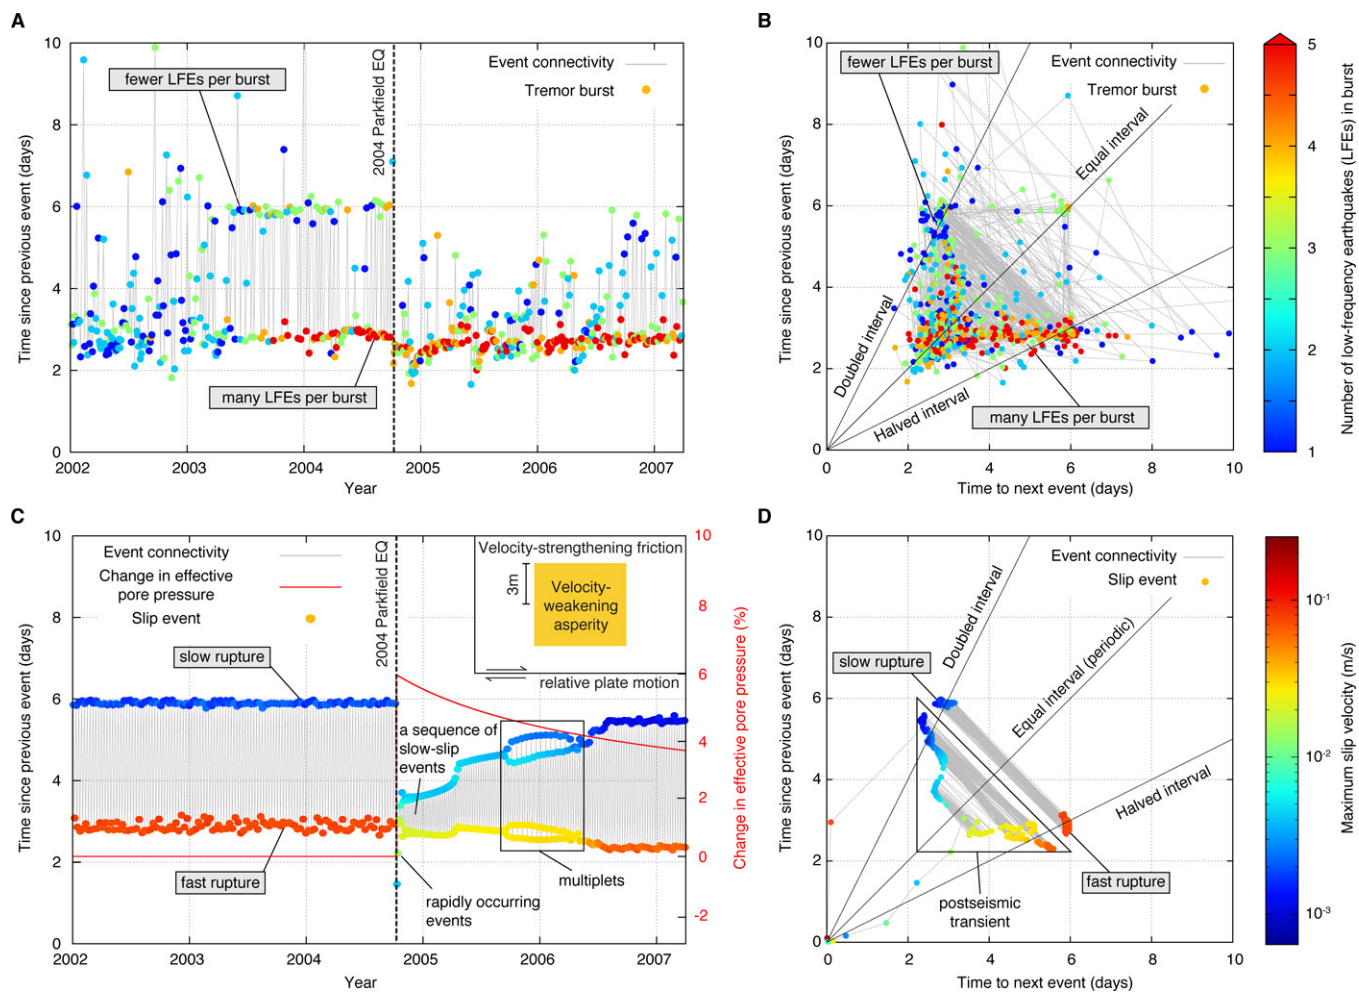 A
Time since previous event (days)
10
8
6
4
2
0
fewer LFEs per burst
Event connectivity
Tremor burst
2004 Parkfield EQ
many LFEs per burst
2002
2003
2004
2005
2006
2007
Year
B
Time since previous event (days)
10
8
6
4
2
0
fewer LFEs per burst
Event connectivity
Tremor burst
Equal interval
Doubled interval
Halved interval
many LFEs per burst
0
2
4
6
8
10
Time to next event (days)
5
4
3
2
1
Number of low-frequency earthquakes (LFEs) in burst
C
Time since previous event (days)
10
8
6
4
2
0
Event connectivity
Change in effective
pore pressure
Slip event
2004 Parkfield EQ
Velocity-strengthening friction
3m
Velocity-
weakening
asperity
relative plate motion
slow rupture
a sequence of
slow-slip
events
fast rupture
multiplets
rapidly occurring
events
10
8
6
4
2
0
-2
Change in effective pore pressure (%)
2002
2003
2004
2005
2006
2007
Year
D
Time since previous event (days)
10
8
6
4
2
0
Event connectivity
Slip event
Doubled interval
Equal interval (periodic)
Halved interval
slow rupture
fast rupture
postseismic
transient
0
2
4
6
8
10
Time to next event (days)
10-1
10-2
10-3
Maximum slip velocity (m/s)